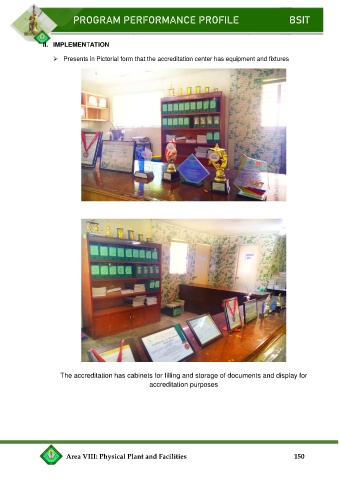 PROGRAM PERFORMANCE PROFILE BSIT
II. IMPLEMENTATION
➢ Presents in Pictorial form that the accreditation center has equipment and fixtures
The accreditation has cabinets for filling and storage of documents and display for
accreditation purposes
Area VIII: Physical Plant and Facilities 150